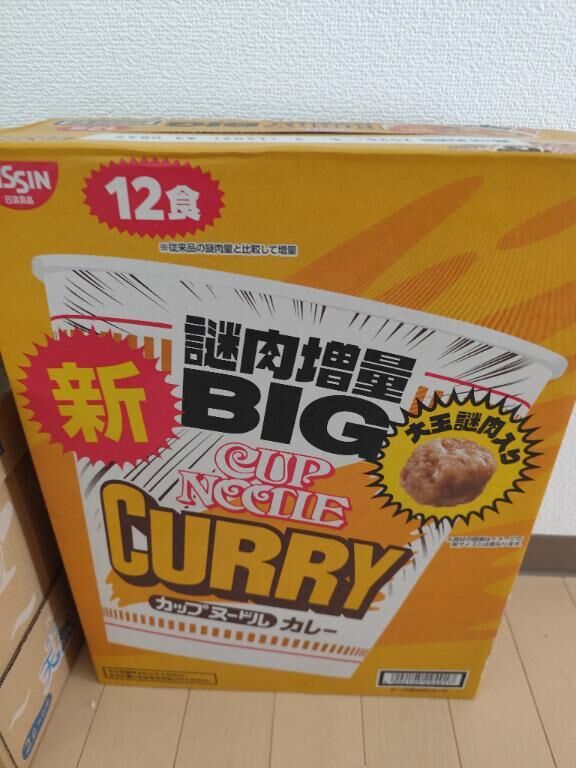 NISSIN
日清食品
12食
※従来品の謎肉量と比較して増量
新
謎肉増量
BIG
大王謎肉入り
CUP
NOODLE
CURRY
カップヌードル カレー